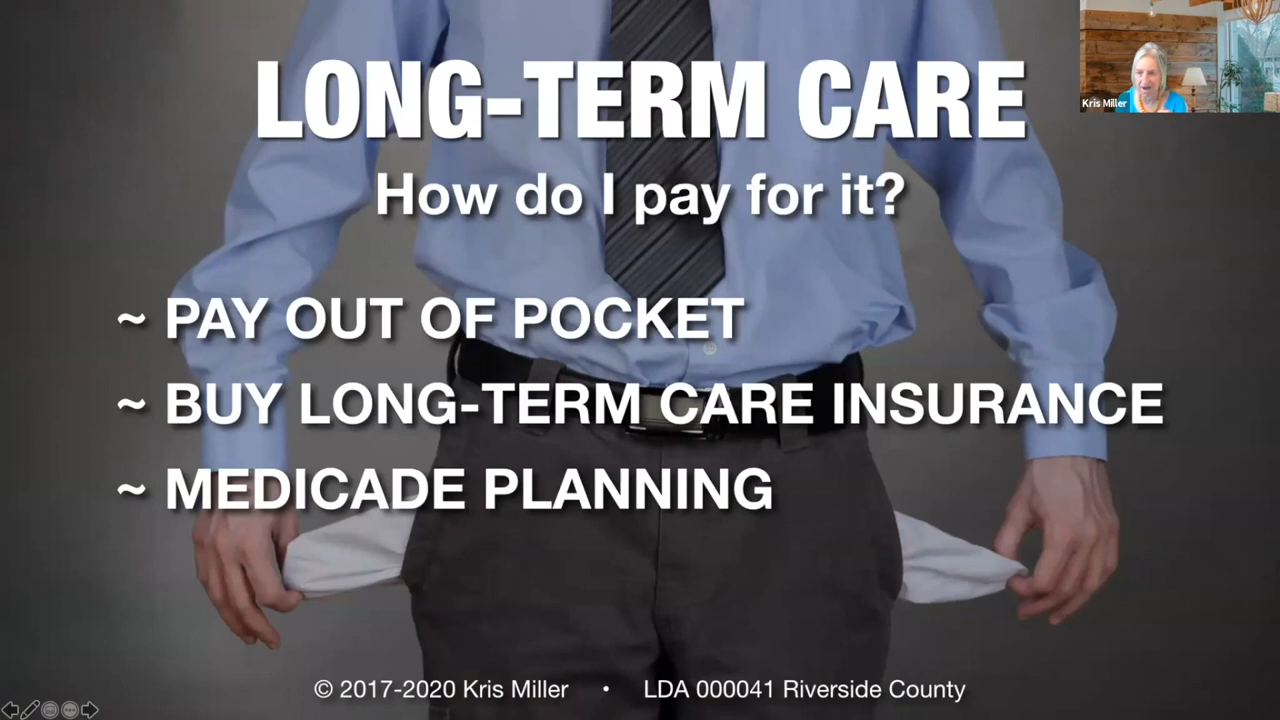 LONG-TERM CARE
Kris Miller
How do I pay for it?
~ PAY OUT OF POCKET
~ BUY LONG-TERM CARE INSURANCE
~ MEDICADE PLANNING
© 2017-2020 Kris Miller • LDA 000041 Riverside County